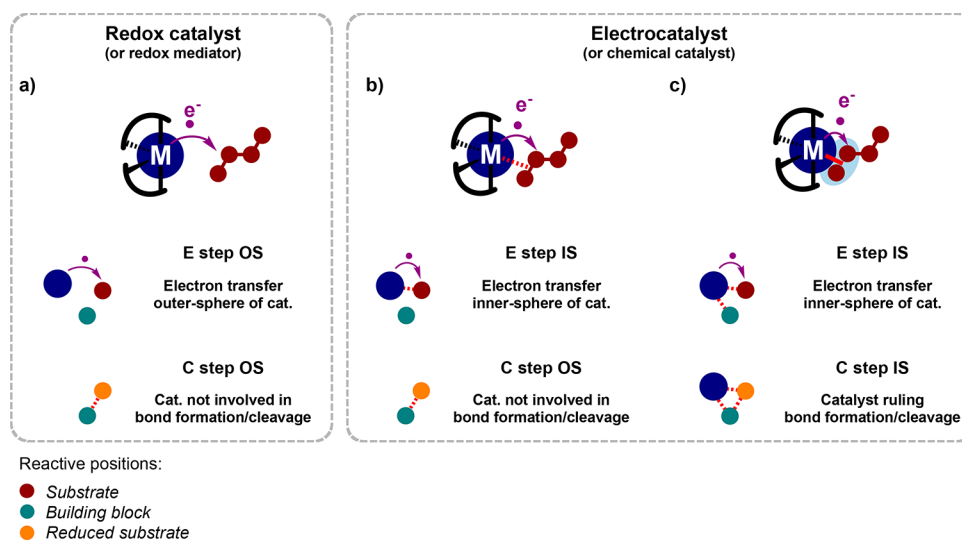 Redox catalyst
(or redox mediator)
Electrocatalyst
(or chemical catalyst)
a)
e-
M
E step OS
Electron transfer
outer-sphere of cat.
C step OS
Cat. not involved in
bond formation/cleavage
b)
e-
M
E step IS
Electron transfer
inner-sphere of cat.
C step OS
Cat. not involved in
bond formation/cleavage
c)
e-
M
E step IS
Electron transfer
inner-sphere of cat.
C step IS
Catalyst ruling
bond formation/cleavage
Reactive positions:
Substrate
Building block
Reduced substrate